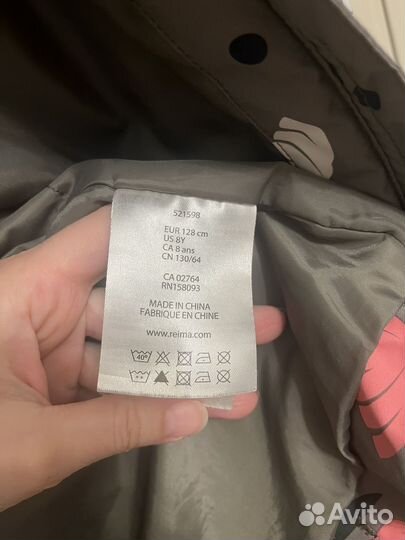 521598
EUR 128 cm
US 8Y
CA 8 ans
CN 130/64
CA 02764
RN158093
MADE IN CHINA
FABRIQUE EN CHINE
www.reima.com
40°
Avito